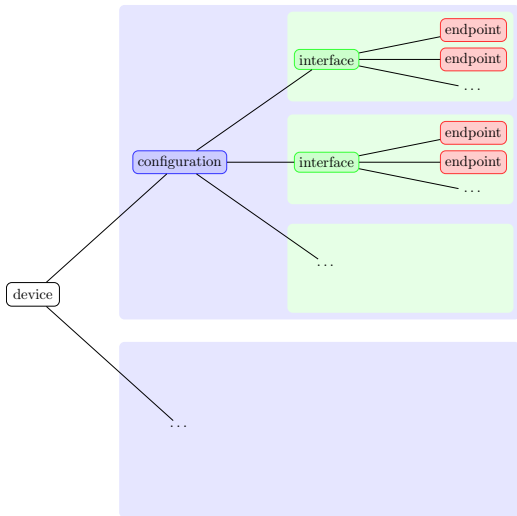 endpoint
interface
endpoint
...
endpoint
configuration
interface
endpoint
...
...
device
...